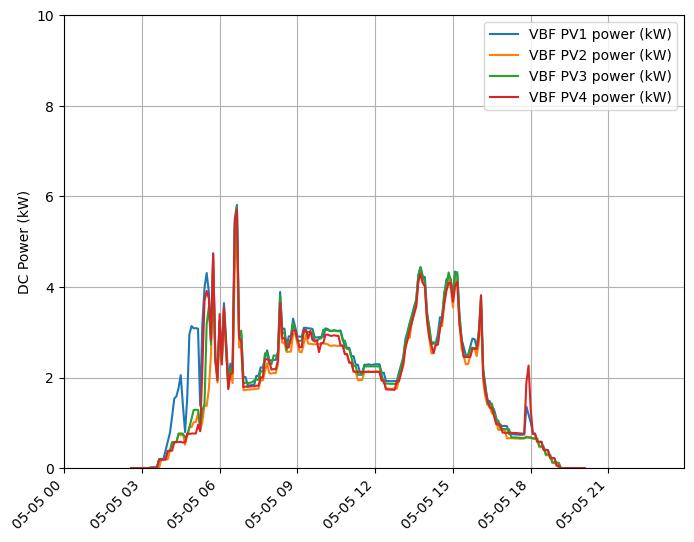 10
8
6
4
2
0
DC Power (kW)
VBF PV1 power (kW)
VBF PV2 power (kW)
VBF PV3 power (kW)
VBF PV4 power (kW)
05-05 00
05-05 03
05-05 06
05-05 09
05-05 12
05-05 15
05-05 18
05-05 21